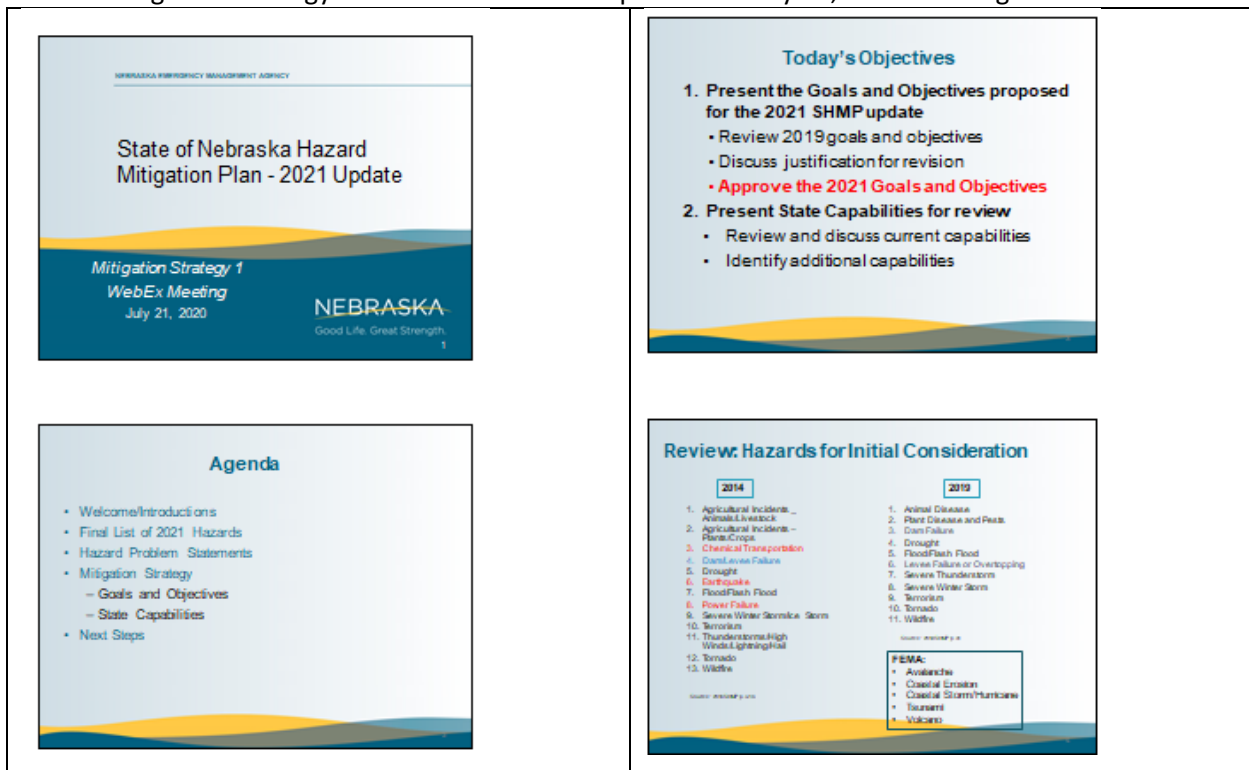 NEBRASKA EMERGENCY MANAGEMENT AGENCY
State of Nebraska Hazard
Mitigation Plan - 2021 Update
Mitigation Strategy 1
WebEx Meeting
July 21, 2020
NEBRASKA
Good Life. Great Strength.
1
Today's Objectives
1. Present the Goals and Objectives proposed
for the 2021 SHMP update
• Review 2019 goals and objectives
• Discuss justification for revision
• Approve the 2021 Goals and Objectives
2. Present State Capabilities for review
• Review and discuss current capabilities
• Identify additional capabilities
Agenda
• Welcome/Introductions
• Final List of 2021 Hazards
• Hazard Problem Statements
• Mitigation Strategy
– Goals and Objectives
– State Capabilities
• Next Steps
Review: Hazards for Initial Consideration
2014
1. Agricultural Incidents _
Animals/Livestock
2. Agricultural Incidents –
Plants/Crops
3. Chemical Transportation
4. Dam/Levee Failure
5. Drought
6. Earthquake
7. Flood/Flash Flood
8. Power Failure
9. Severe Winter Storm/Ice Storm
10. Terrorism
11. Thunderstorms/High
Winds/Lightning/Hail
12. Tornado
13. Wildfire
2019
1. Animal Disease
2. Plant Disease and Pests
3. Dam Failure
4. Drought
5. Flood/Flash Flood
6. Levee Failure or Overtopping
7. Severe Thunderstorm
8. Severe Winter Storm
9. Terrorism
10. Tornado
11. Wildfire
FEMA:
• Avalanche
• Coastal Erosion
• Coastal Storm/Hurricane
• Tsunami
• Volcano